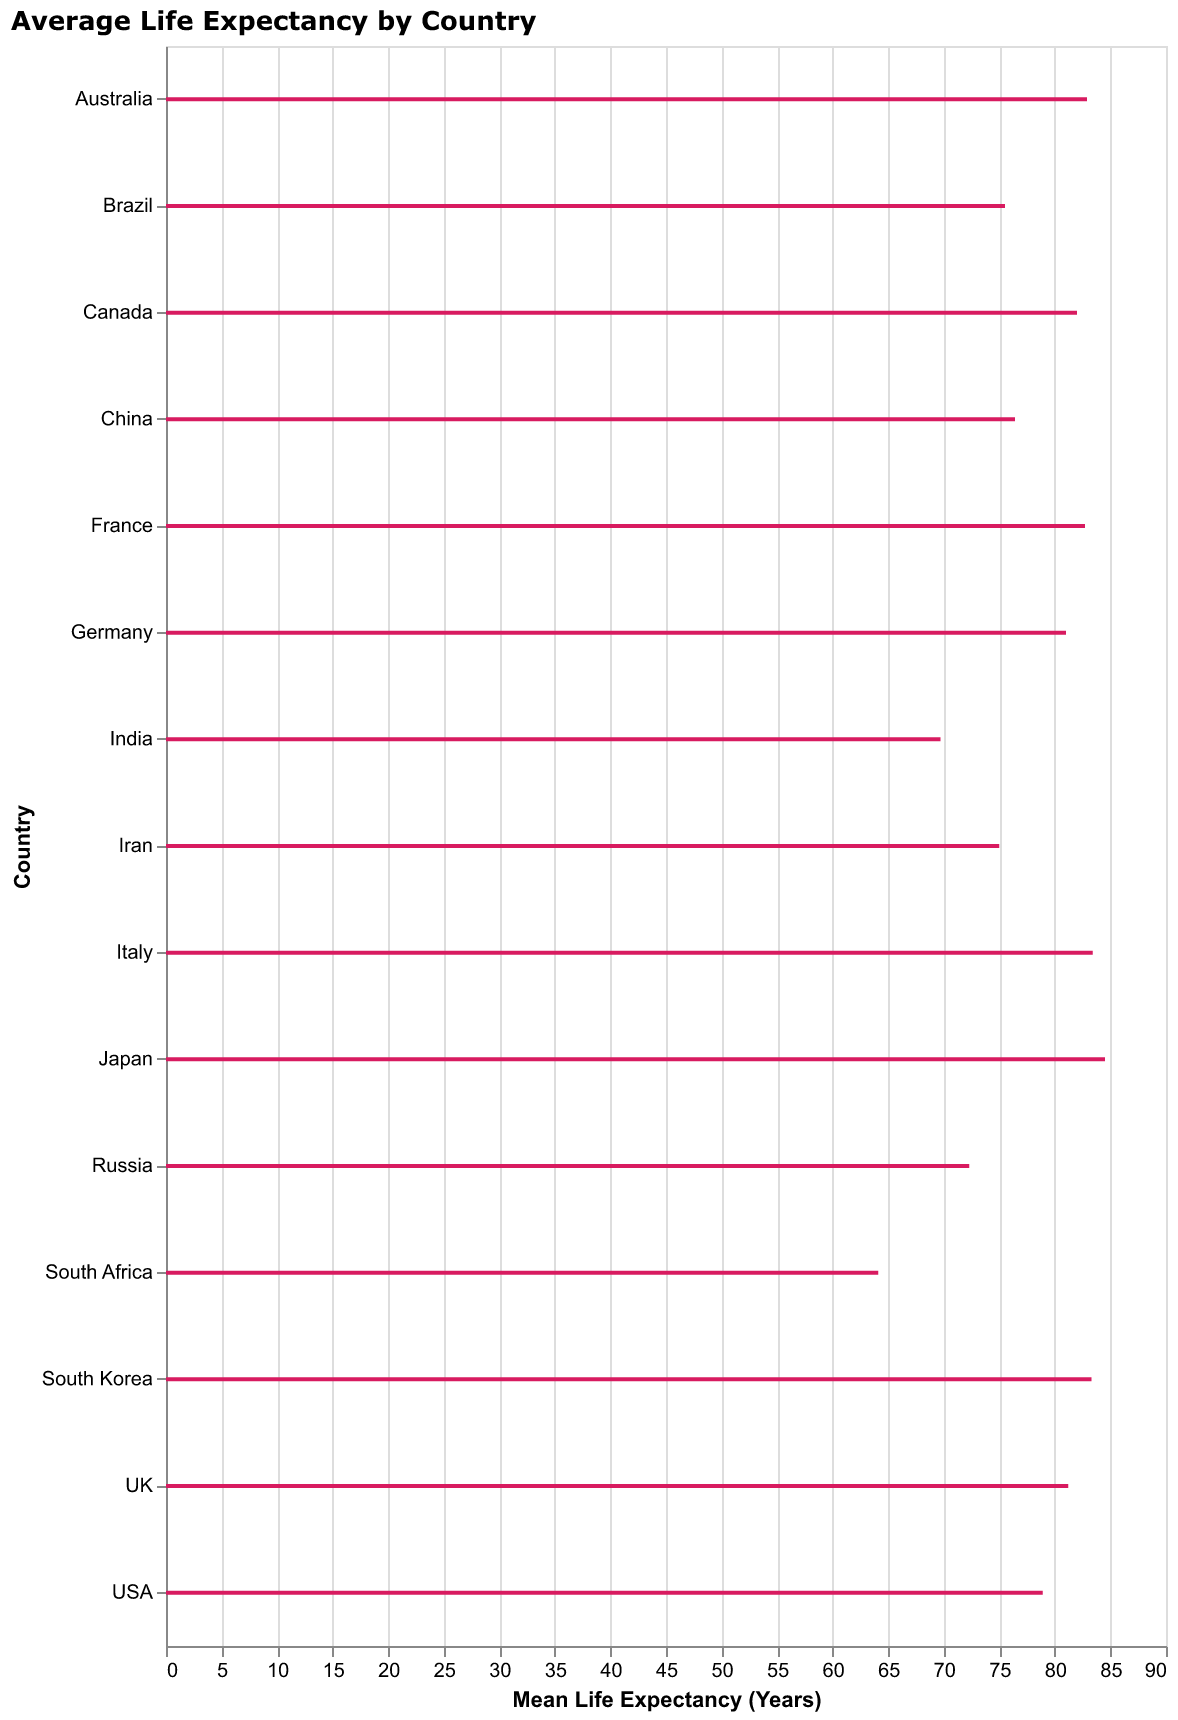 Average Life Expectancy by Country
Country
Australia
Brazil
Canada
China
France
Germany
India
Iran
Italy
Japan
Russia
South Africa
South Korea
UK
USA
0 5 10 15 20 25 30 35 40 45 50 55 60 65 70 75 80 85 90
Mean Life Expectancy (Years)